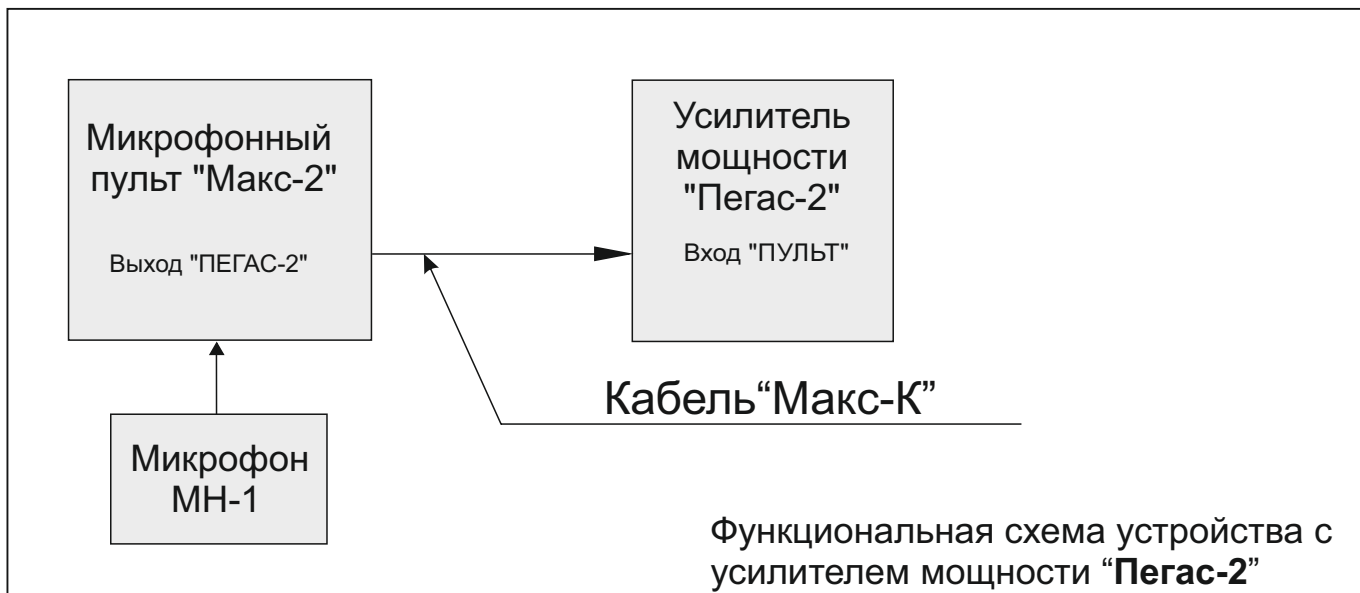 Микрофонный
пульт "Макс-2"
Выход "ПЕГАС-2"
Усилитель
мощности
"Пегас-2"
Вход "ПУЛЬТ"
Кабель“Макс-К”
Микрофон
МН-1
Функциональная схема устройства с
усилителем мощности “Пегас-2”